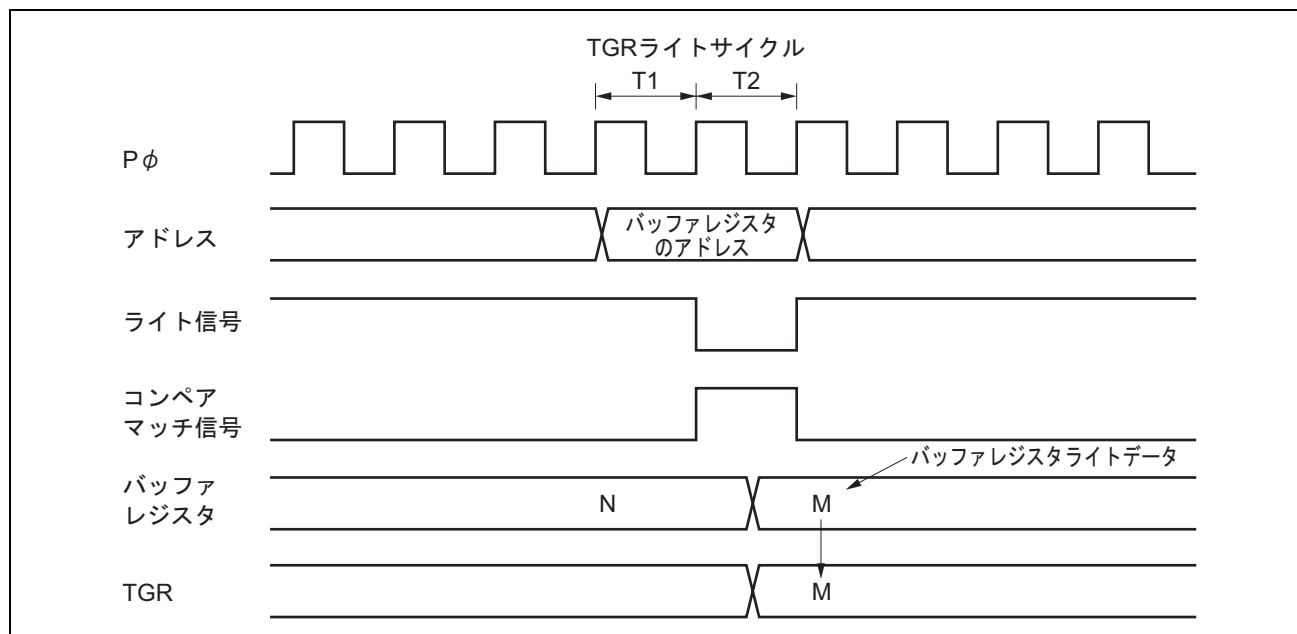 TGRライトサイクル
T1
T2
Pφ
アドレス
バッファレジスタ
のアドレス
ライト信号
コンペア
マッチ信号
バッファレジスタライトデータ
バッファ
レジスタ
N
M
TGR
M